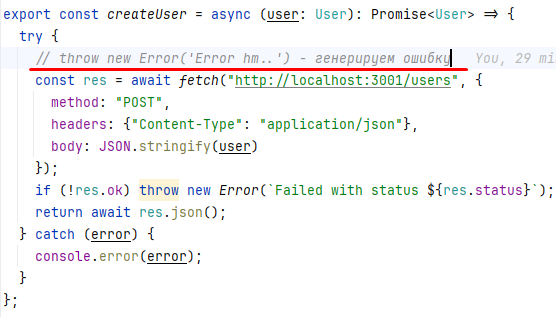 export const createUser = async (user: User): Promise<User> => {
  try {
    // throw new Error('Error hm..') - генерируем ошибку You, 29 mi
    const res = await fetch("http://localhost:3001/users", {
      method: "POST",
      headers: {"Content-Type": "application/json"},
      body: JSON.stringify(user)
    });
    if (!res.ok) throw new Error(`Failed with status ${res.status}`);
    return await res.json();
  } catch (error) {
    console.error(error);
  }
};